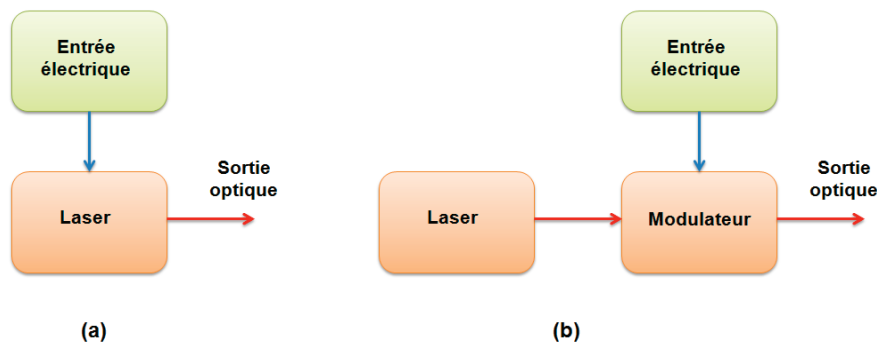 Entrée
électrique
Laser
Sortie
optique
(a)
Entrée
électrique
Laser
Modulateur
Sortie
optique
(b)